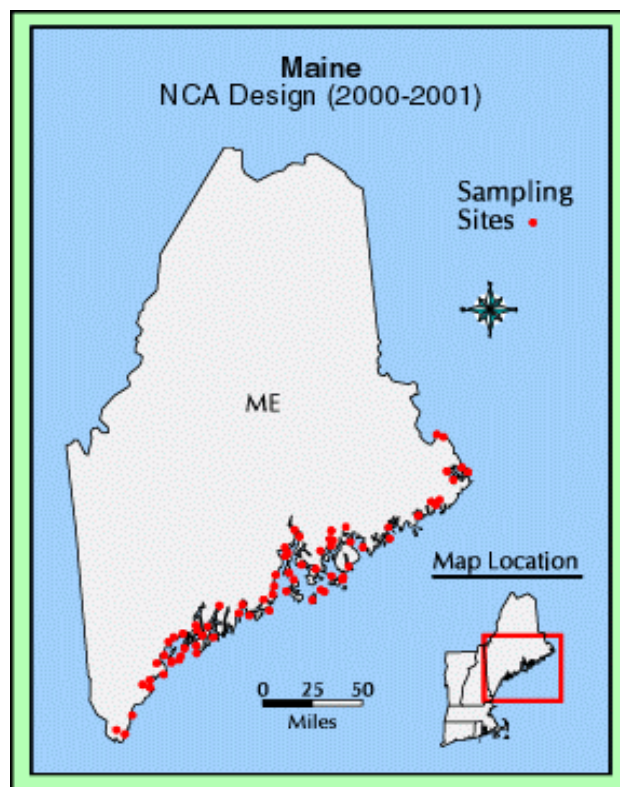 Maine
NCA Design (2000-2001)
Sampling
Sites
ME
Map Location
0 25 50
Miles